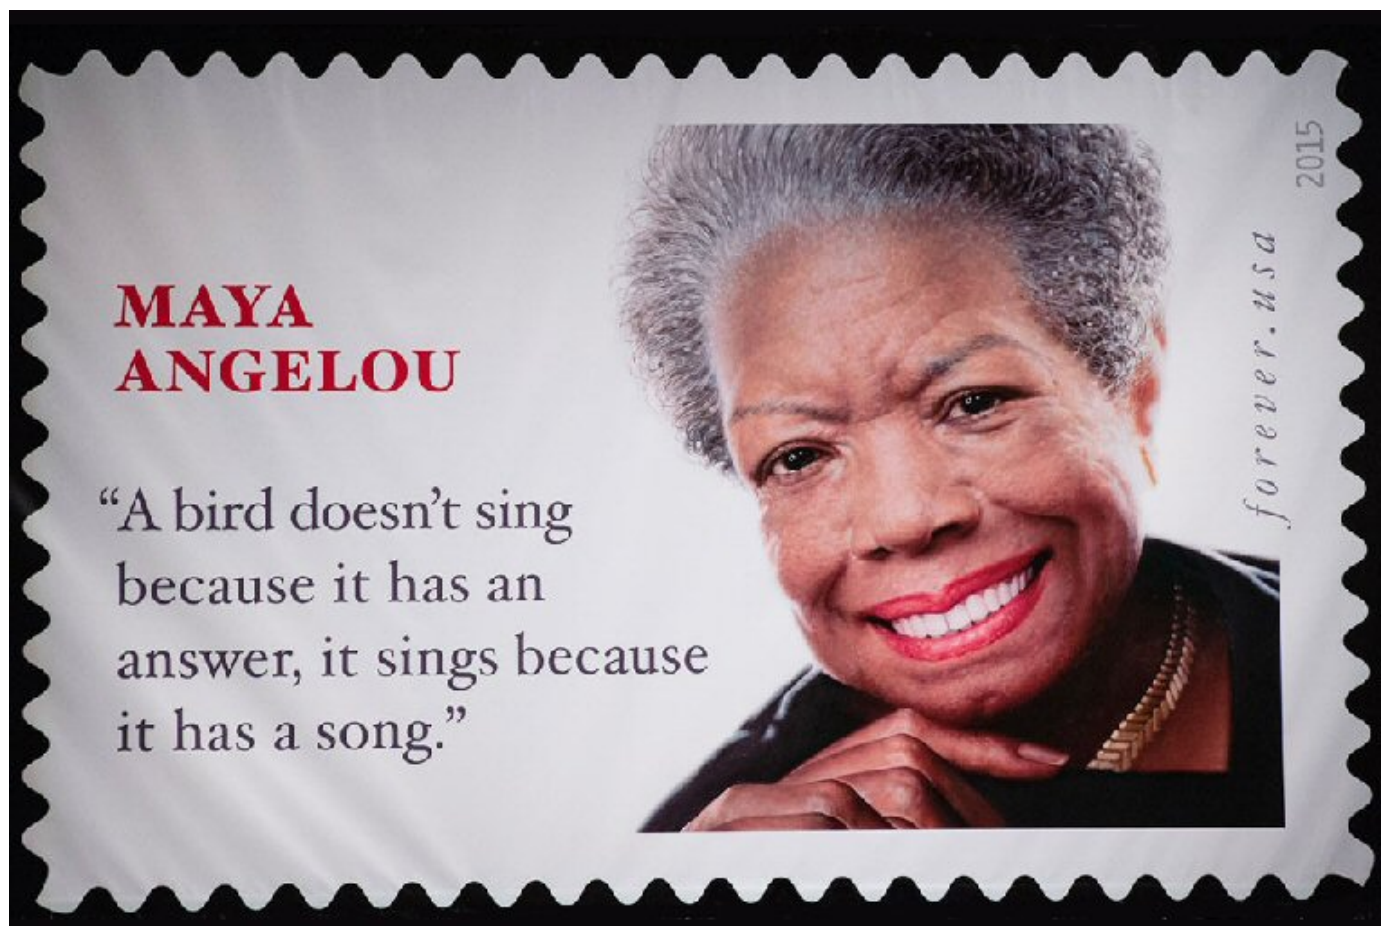 MAYA
ANGELOU
“A bird doesn’t sing
because it has an
answer, it sings because
it has a song.”
forever.usa
2015